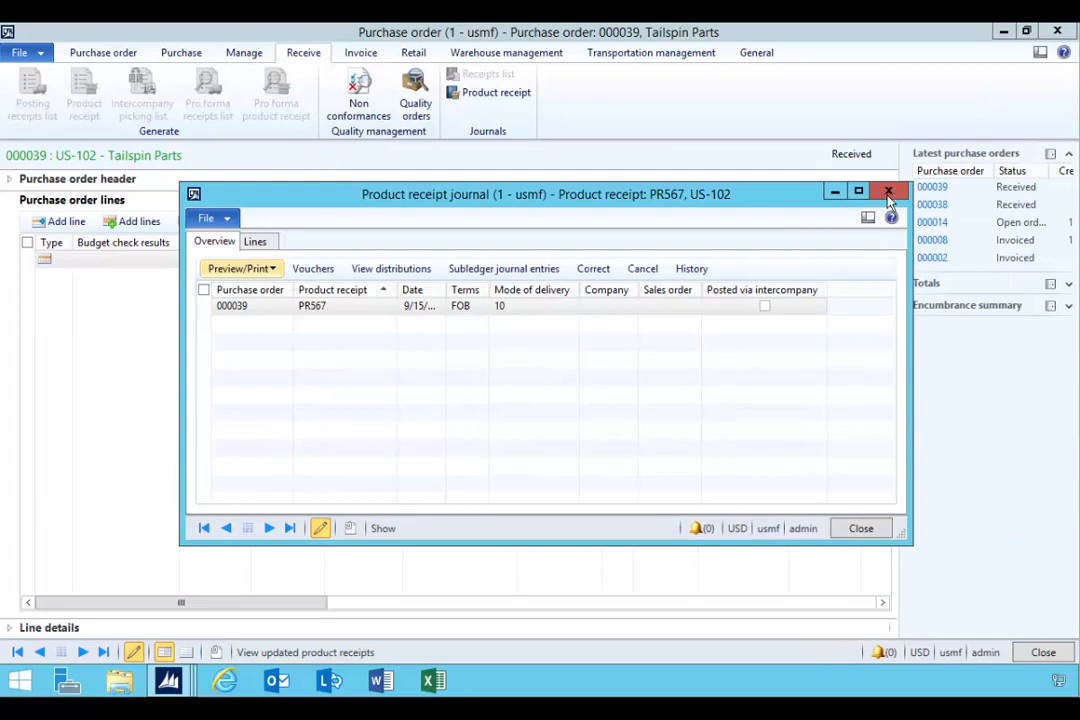 Purchase order (1 - usmf) - Purchase order: 000039, Tailspin Parts
File Purchase order Purchase Manage Receive Invoice Retail Warehouse management Transportation management General
Posting receipts list
Product receipt
Intercompany picking list
Pro forma receipts list
Pro forma product receipt
Generate
Non conformances
Quality orders
Quality management
Receipts list
Product receipt
Journals
000039 : US-102 - Tailspin Parts
Received
Purchase order header
Purchase order lines
Add line Add lines
Type Budget check results
Latest purchase orders
Purchase order Status Cre
000039 Received
000038 Received
000014 Open ord... 1
000008 Invoiced 1
000002 Invoiced
Totals
Encumbrance summary
Product receipt journal (1 - usmf) - Product receipt: PR567, US-102
File
Overview Lines
Preview/Print Vouchers View distributions Subledger journal entries Correct Cancel History
Purchase order Product receipt Date Terms Mode of delivery Company Sales order Posted via intercompany
000039 PR567 9/15/... FOB 10
Show (0) USD usmf admin Close
Line details
View updated product receipts (0) USD usmf admin Close